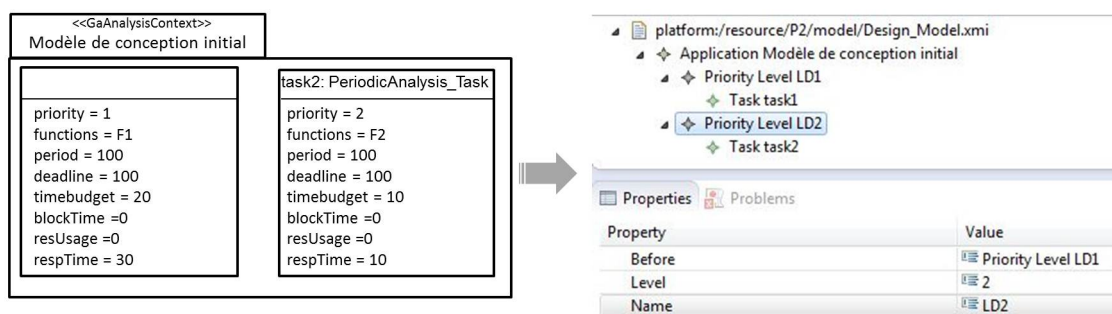 <<GaAnalysisContext>>
Modèle de conception initial
priority = 1
functions = F1
period = 100
deadline = 100
timebudget = 20
blockTime =0
resUsage =0
respTime = 30
task2: PeriodicAnalysis_Task
priority = 2
functions = F2
period = 100
deadline = 100
timebudget = 10
blockTime =0
resUsage =0
respTime = 10
platform:/resource/P2/model/Design_Model.xmi
Application Modèle de conception initial
Priority Level LD1
Task task1
Priority Level LD2
Task task2
Properties Problems
Property Value
Before Priority Level LD1
Level 2
Name LD2